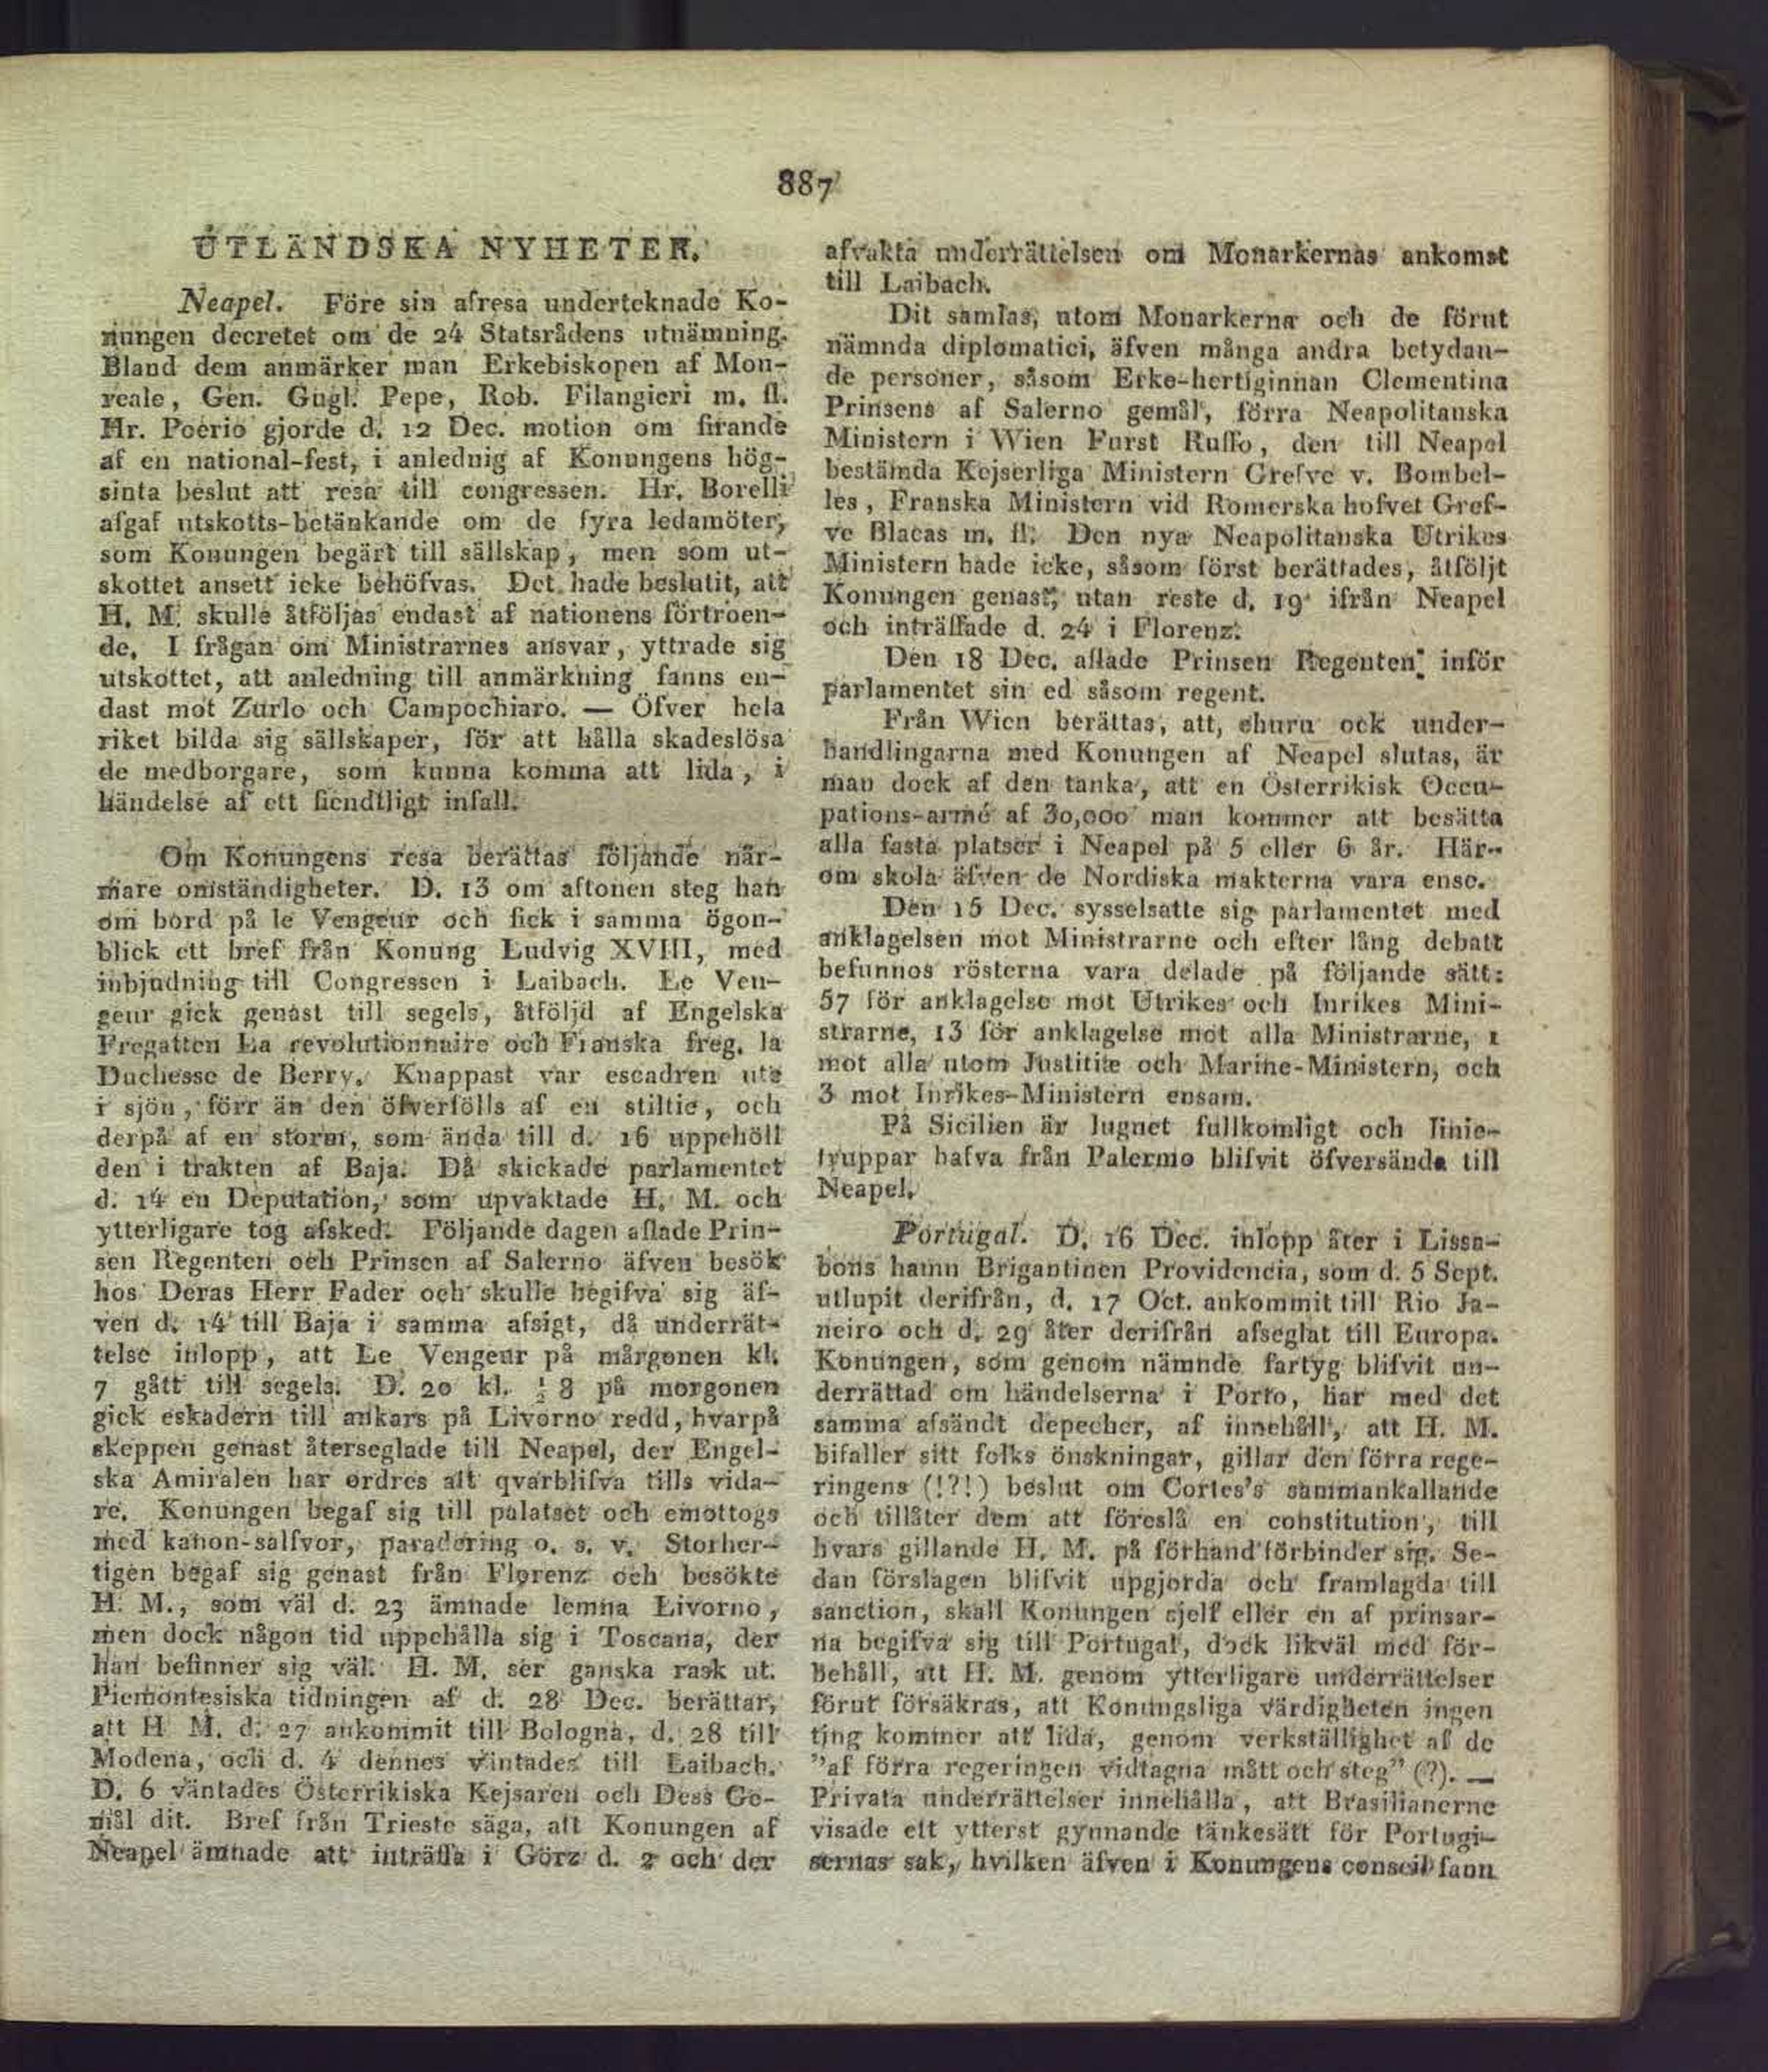 887
UTLÄNDSKA NYHETER.
Neapel. Före sin afresa underteknade Ko-
nungen decretet om de 24 Statsrådens utnämning.
Bland dem anmärker man Erkebiskopen af Mon-
reale, Gen. Gugl. Pepe, Rob. Filangieri m. fl.
Hr. Poërio gjorde d. 12 Dec. motion om firande
af en national-fest, i anlednig af Konungens hög-
sinta beslut att resa till congressen. Hr. Borelli
afgaf utskotts-betänkande om de fyra ledamöter,
som Konungen begärt till sällskap, men som ut-
skottet ansett icke behöfvas. Det hade beslutit, att
H. M. skulle åtföljas endast af nationens förtroen-
de. I frågan om Ministrarnes ansvar, yttrade sig
utskottet, att anledning till anmärkning fanns en-
dast mot Zurlo och Campochiaro. — Öfver hela
riket bilda sig sällskaper, för att hålla skadeslösa
de medborgare, som kunna komma att lida, i
händelse af ett fiendtligt infall.
Om Konungens resa berättas följande när-
mare omständigheter. D. 13 om aftonen steg han
om bord på le Vengeur och fick i samma ögon-
blick ett bref från Konung Ludvig XVIII, med
inbjudning till Congressen i Laibach. Le Ven-
geur gick genast till segels, åtföljd af Engelska
Fregatten La revolutionnaire och Franska freg. la
Duchesse de Berry. Knappast var escadren ute
i sjön, förr än den öfverfölls af en stiltie, och
derpå af en storm, som ända till d. 16 uppehöll
den i trakten af Baja. Då skickade parlamentet
d. 14 en Deputation, som upvaktade H. M. och
ytterligare tog afsked. Följande dagen aflade Prin-
sen Regenten och Prinsen af Salerno äfven besök
hos Deras Herr Fader och skulle begifva sig äf-
ven d. 14 till Baja i samma afsigt, då underrät-
telse inlopp, att Le Vengeur på mårgonen kl.
7 gått till segels. D. 20 kl. ½ 8 på morgonen
gick eskadern till ankars på Livorno redd, hvarpå
skeppen genast återseglade till Neapel, der Engel-
ska Amiralen har ordres att qvarblifva tills vida-
re. Konungen begaf sig till palatset och emottogs
med kanon-salfvor, paradering o. s. v. Storher-
tigen begaf sig genast från Florenz och besökte
H. M., som väl d. 23 ämnade lemna Livorno,
men dock någon tid uppehålla sig i Toscana, der
han befinner sig väl. H. M. ser ganska rask ut.
Piemontesiska tidningen af d. 28 Dec. berättar,
att H M. d. 27 ankommit till Bologna, d. 28 till
Modena, och d. 4 dennes väntades till Laibach.
D. 6 väntades Österrikiska Kejsaren och Dess Ge-
mål dit. Bref från Trieste säga, att Konungen af
Neapel ämnade att inträffa i Görz d. 2 och der
afvakta underrättelsen om Monarkernas ankomst
till Laibach.
Dit samlas, utom Monarkerna och de förut
nämnda diplomatici, äfven många andra betydan-
de personer, såsom Erke-hertiginnan Clementina
Prinsens af Salerno gemål, förra Neapolitanska
Ministern i Wien Furst Ruffo, den till Neapel
bestämda Kejserliga Ministern Grefve v. Bombel-
les, Franska Ministern vid Romerska hofvet Gref-
ve Blacas m. fl. Den nya Neapolitanska Utrikes
Ministern hade icke, såsom först berättades, åtföljt
Konungen genast, utan reste d. 19 ifrån Neapel
och inträffade d. 24 i Florenz.
Den 18 Dec. aflade Prinsen Regenten inför
parlamentet sin ed såsom regent.
Från Wien berättas, att, ehuru ock under-
handlingarna med Konungen af Neapel slutas, är
man dock af den tanka, att en Österrikisk Occu-
pations-armé af 30,000 man kommer att besätta
alla fasta platser i Neapel på 5 eller 6 år. Här-
om skola äfven de Nordiska makterna vara ense.
Den 15 Dec. sysselsatte sig parlamentet med
anklagelsen mot Ministrarne och efter lång debatt
befunnos rösterna vara delade på följande sätt:
57 för anklagelse mot Utrikes och Inrikes Mini-
strarne, 13 för anklagelse mot alla Ministrarne, 1
mot alla utom Justitiæ och Marine-Ministern, och
3 mot Inrikes-Ministern ensam.
På Sicilien är lugnet fullkomligt och linie-
truppar hafva från Palermo blifvit öfversände till
Neapel.
Portugal. D. 16 Dec. inlopp åter i Lissa-
bons hamn Brigantinen Providencia, som d. 5 Sept.
utlupit derifrån, d. 17 Oct. ankommit till Rio Ja-
neiro och d. 29 åter derifrån afseglat till Europa.
Konungen, som genom nämnde fartyg blifvit un-
derrättad om händelserna i Porto, har med det
samma afsändt depecher, af innehåll, att H. M.
bifaller sitt folks önskningar, gillar den förra rege-
ringens (!?!) beslut om Cortes's sammankallande
och tillåter dem att föreslå en constitution, till
hvars gillande H. M. på förhand förbinder sig. Se-
dan förslagen blifvit upgjorda och framlagda till
sanction, skall Konungen sjelf eller en af prinsar-
na begifva sig till Portugal, dock likväl med för-
behåll, att H. M. genom ytterligare underrättelser
förut försäkras, att Konungsliga värdigheten ingen
ting kommer att lida, genom verkställighet af de
"af förra regeringen vidtagna mått och steg" (?). —
Privata underrättelser innehålla, att Brasilianerne
visade ett ytterst gynnande tänkesätt för Portugi-
sernas sak, hvilken äfven i Konungens conseil fann